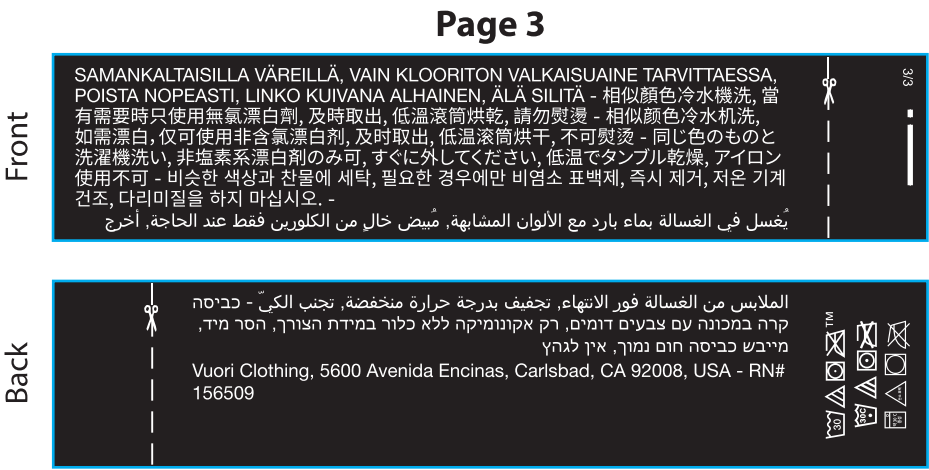 Page 3
Front
SAMANKALTAISILLA VÄREILLÄ, VAIN KLOORITON VALKAISUAINE TARVITTAESSA,
POISTA NOPEASTI, LINKO KUIVANA ALHAINEN, ÄLÄ SILITÄ - 相似顏色冷水機洗, 當
有需要時只使用無氯漂白劑, 及時取出, 低溫滾筒烘乾, 請勿熨燙 - 相似颜色冷水机洗,
如需漂白, 仅可使用非含氯漂白剂, 及时取出, 低温滚筒烘干, 不可熨烫 - 同じ色のものと
洗濯機洗い, 非塩素系漂白剤のみ可, すぐに外してください, 低温でタンブル乾燥, アイロン
使用不可 - 비슷한 색상과 찬물에 세탁, 필요한 경우에만 비염소 표백제, 즉시 제거, 저온 기계
건조, 다리미질을 하지 마십시오. -
يُغسل في الغسالة بماء بارد مع الألوان المشابهة, مُبيض خالٍ من الكلورين فقط عند الحاجة, أخرج
3/3
Back
الملابس من الغسالة فور الانتهاء, تجفيف بدرجة حرارة منخفضة, تجنب الكيّ - כביסה
קרה במכונה עם צבעים דומים, רק אקונומיקה ללא כלור במידת הצורך, הסר מיד,
מייבש כביסה חום נמוך, אין לגהץ
Vuori Clothing, 5600 Avenida Encinas, Carlsbad, CA 92008, USA - RN#
156509
TM
30
30C